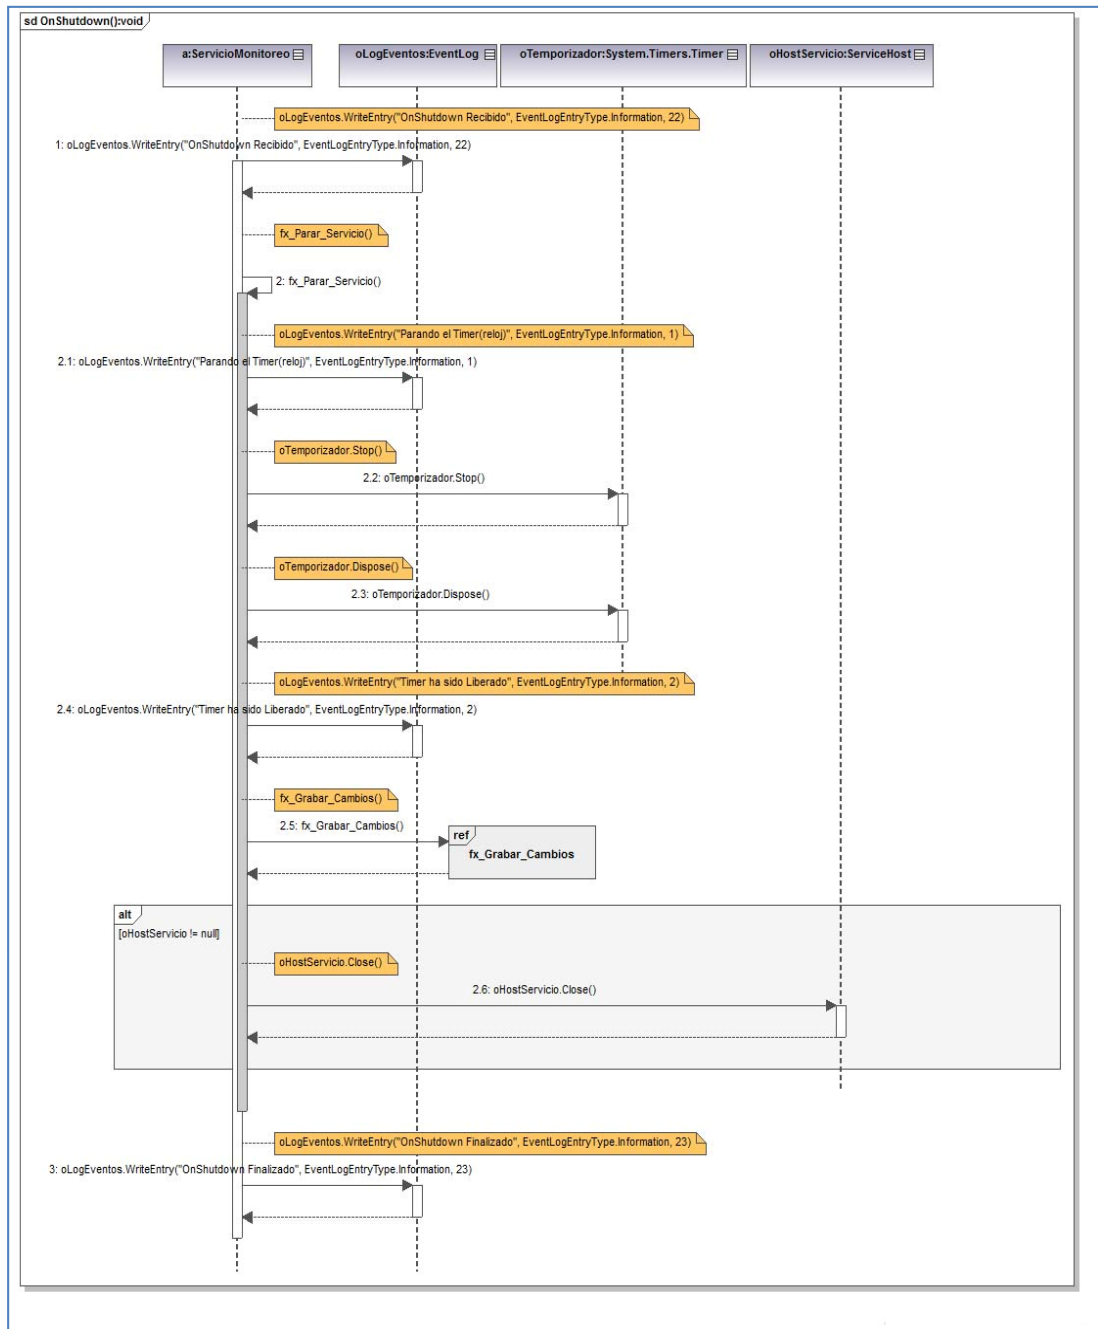 sd OnShutdown():void
a:ServicioMonitoreo
oLogEventos:EventLog
oTemporizador:System.Timers.Timer
oHostServicio:ServiceHost
oLogEventos.WriteEntry("OnShutdown Recibido", EventLogEntryType.Information, 22)
1: oLogEventos.WriteEntry("OnShutdown Recibido", EventLogEntryType.Information, 22)
fx_Parar_Servicio()
2: fx_Parar_Servicio()
oLogEventos.WriteEntry("Parando el Timer(reloj)", EventLogEntryType.Information, 1)
2.1: oLogEventos.WriteEntry("Parando el Timer(reloj)", EventLogEntryType.Information, 1)
oTemporizador.Stop()
2.2: oTemporizador.Stop()
oTemporizador.Dispose()
2.3: oTemporizador.Dispose()
oLogEventos.WriteEntry("Timer ha sido Liberado", EventLogEntryType.Information, 2)
2.4: oLogEventos.WriteEntry("Timer ha sido Liberado", EventLogEntryType.Information, 2)
fx_Grabar_Cambios()
2.5: fx_Grabar_Cambios()
ref
fx_Grabar_Cambios
alt
[oHostServicio != null]
oHostServicio.Close()
2.6: oHostServicio.Close()
oLogEventos.WriteEntry("OnShutdown Finalizado", EventLogEntryType.Information, 23)
3: oLogEventos.WriteEntry("OnShutdown Finalizado", EventLogEntryType.Information, 23)